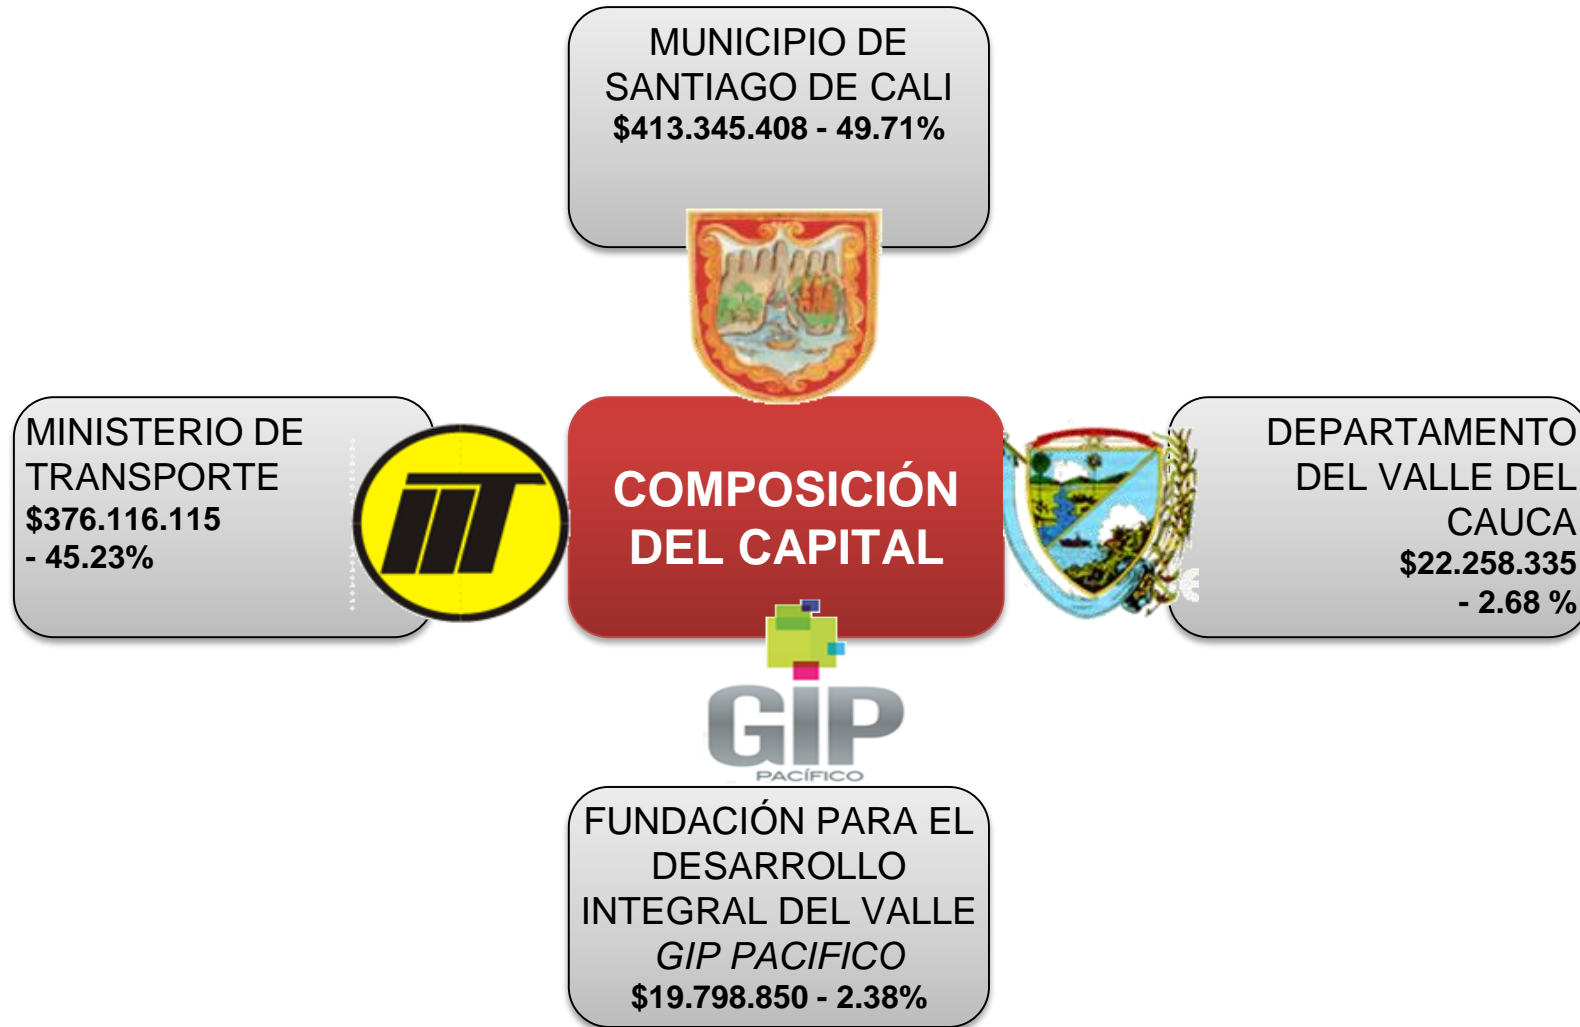 MUNICIPIO DE
SANTIAGO DE CALI
$413.345.408 - 49.71%
MINISTERIO DE
TRANSPORTE
$376.116.115
- 45.23%
COMPOSICIÓN
DEL CAPITAL
DEPARTAMENTO
DEL VALLE DEL
CAUCA
$22.258.335
- 2.68 %
GIP
PACÍFICO
FUNDACIÓN PARA EL
DESARROLLO
INTEGRAL DEL VALLE
GIP PACIFICO
$19.798.850 - 2.38%